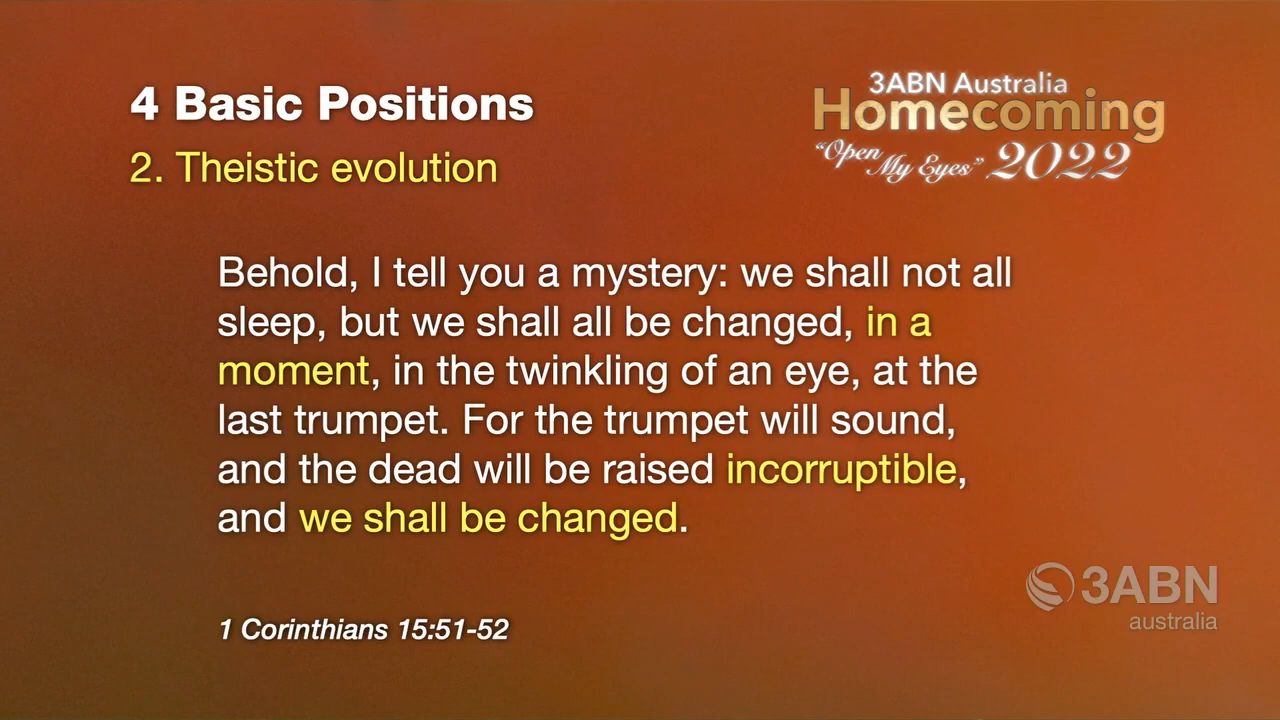 4 Basic Positions
2. Theistic evolution
3ABN Australia
Homecoming
"Open My Eyes" 2022
Behold, I tell you a mystery: we shall not all
sleep, but we shall all be changed, in a
moment, in the twinkling of an eye, at the
last trumpet. For the trumpet will sound,
and the dead will be raised incorruptible,
and we shall be changed.
1 Corinthians 15:51-52
3ABN
australia